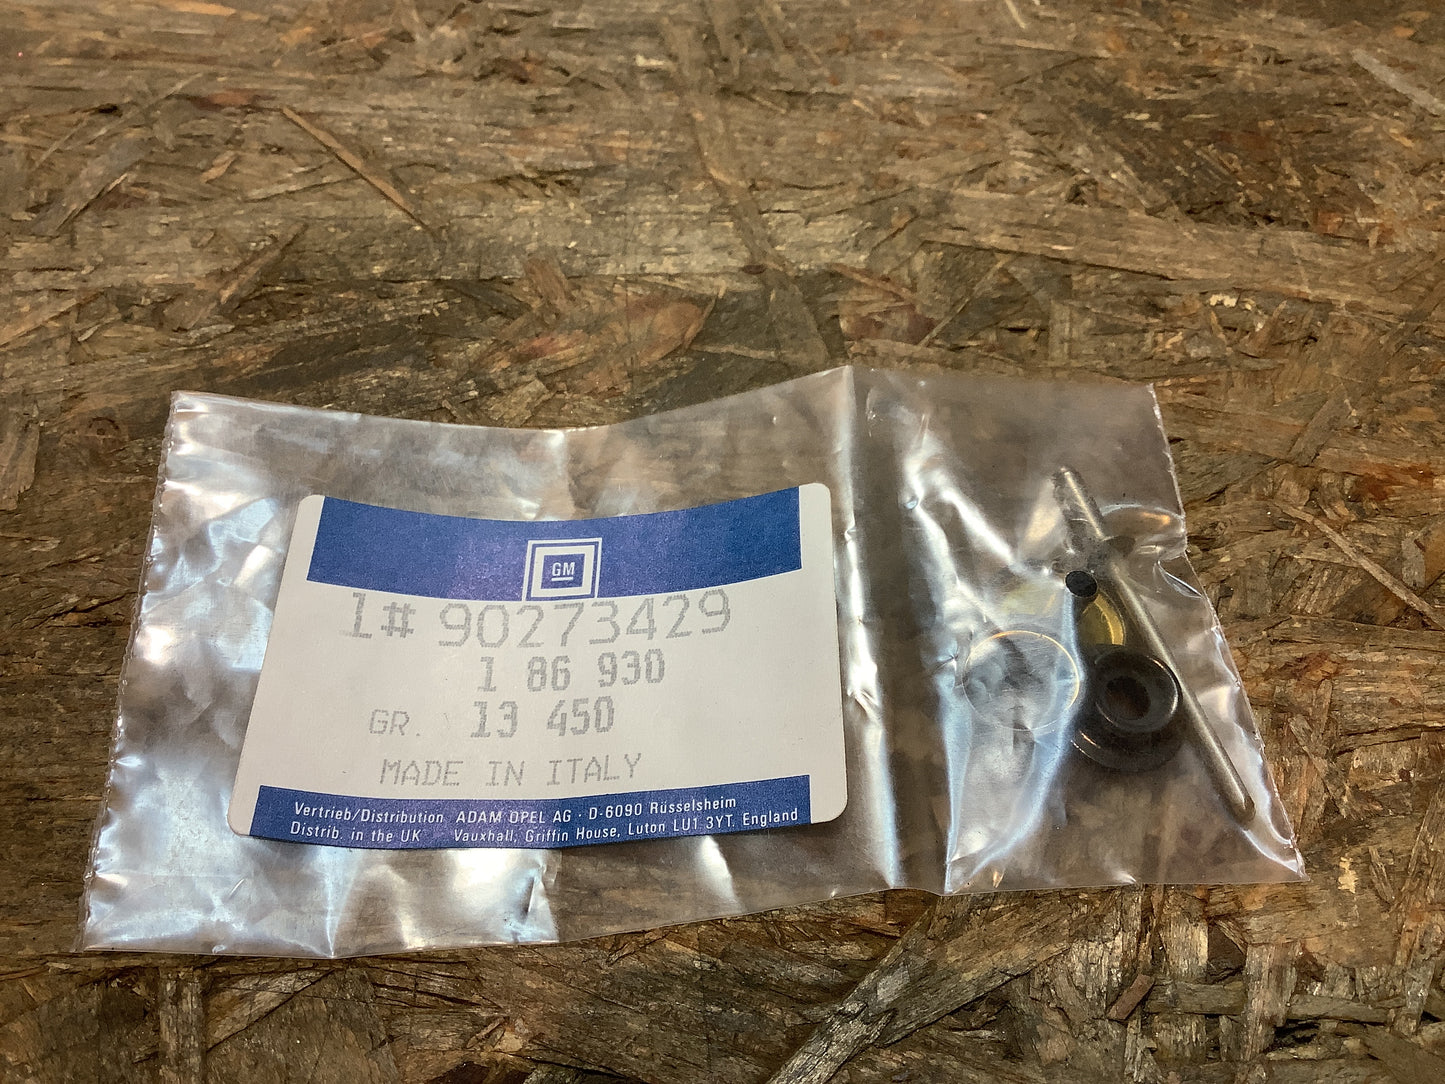 GM
1# 90273429
1 86 930
GR. 13 450
MADE IN ITALY
Vertrieb/Distribution ADAM OPEL AG · D-6090 Rüsselsheim
Distrib. in the UK Vauxhall, Griffin House, Luton LU1 3YT, England